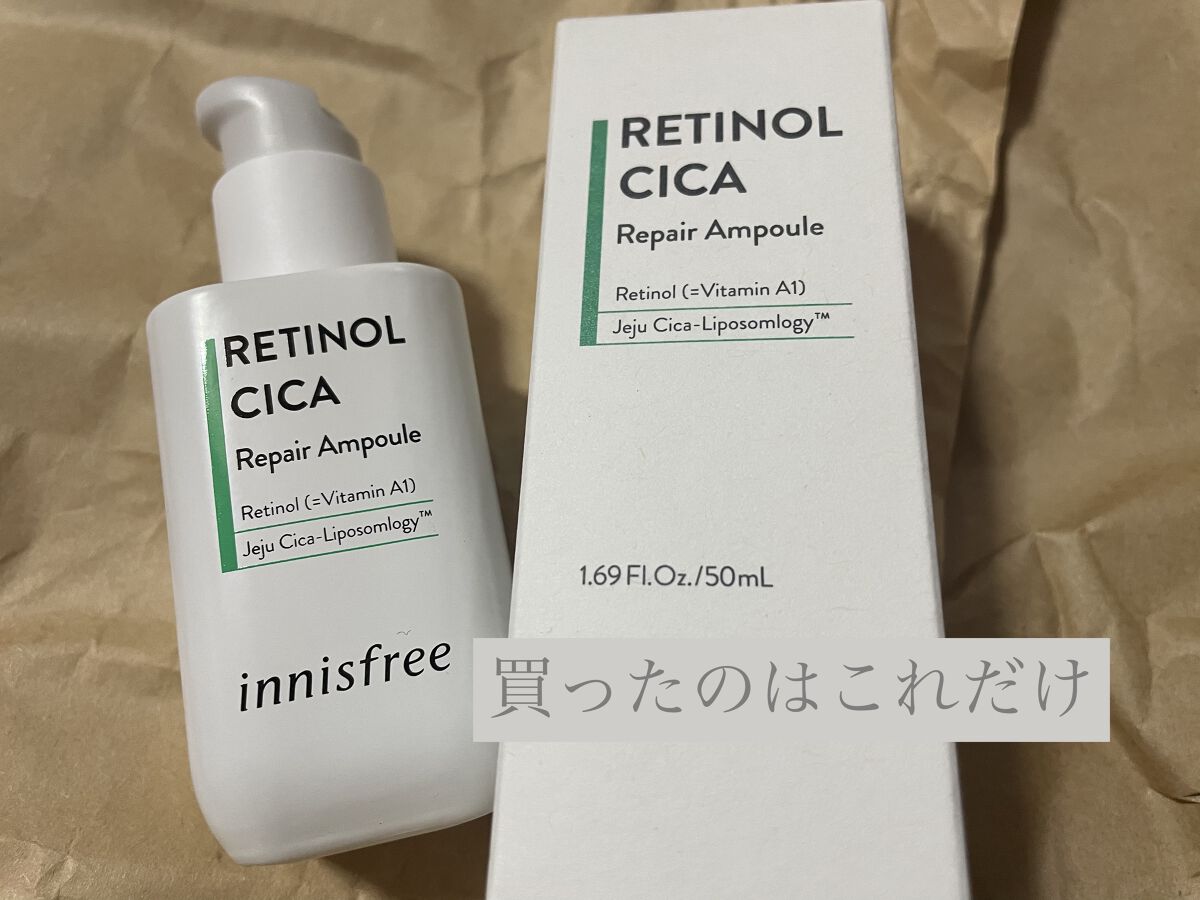 RETINOL
CICA
Repair Ampoule
Retinol (=Vitamin A1)
Jeju Cica-Liposomlogy™
innisfree
RETINOL
CICA
Repair Ampoule
Retinol (=Vitamin A1)
Jeju Cica-Liposomlogy™
1.69 Fl.Oz./50mL
買ったのはこれだけ